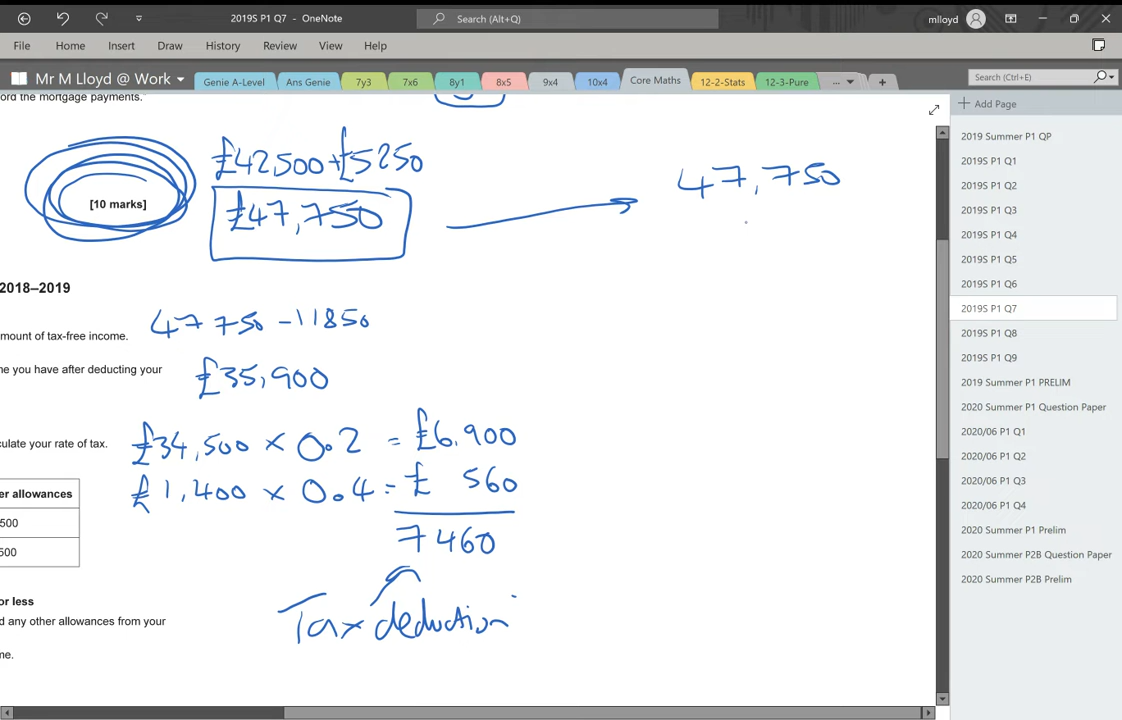 2019S P1 Q7 - OneNote
Search (Alt+Q)
mlloyd
File Home Insert Draw History Review View Help
Mr M Lloyd @ Work
Genie A-Level Ans Genie 7y3 7x6 8y1 8x5 9x4 10x4 Core Maths 12-2-Stats 12-3-Pure ... +
Search (Ctrl+E)
ord the mortgage payments."
[10 marks]
£42500+£5250
£47,750
47,750
2018–2019
47750 -11850
mount of tax-free income.
ne you have after deducting your
£35,900
culate your rate of tax.
£34,500 × 0.2 = £6,900
£1,400 × 0.4 = £ 560
7460
er allowances
500
500
Tax deduction
or less
d any other allowances from your
me.
Add Page
2019 Summer P1 QP
2019S P1 Q1
2019S P1 Q2
2019S P1 Q3
2019S P1 Q4
2019S P1 Q5
2019S P1 Q6
2019S P1 Q7
2019S P1 Q8
2019S P1 Q9
2019 Summer P1 PRELIM
2020 Summer P1 Question Paper
2020/06 P1 Q1
2020/06 P1 Q2
2020/06 P1 Q3
2020/06 P1 Q4
2020 Summer P1 Prelim
2020 Summer P2B Question Paper
2020 Summer P2B Prelim